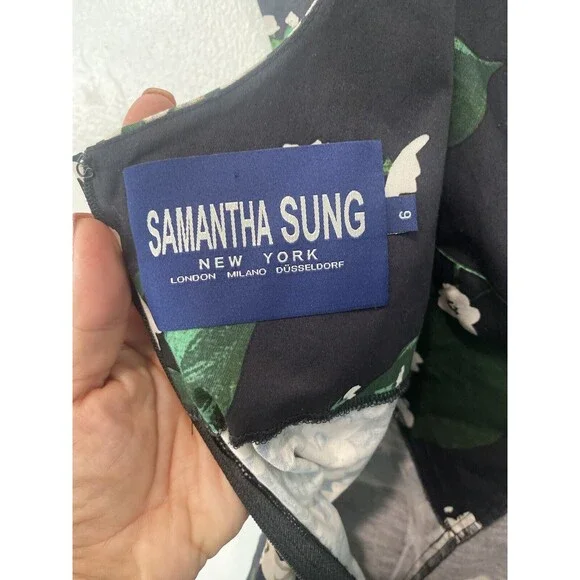 SAMANTHA SUNG
NEW YORK
LONDON MILANO DÜSSELDORF
6